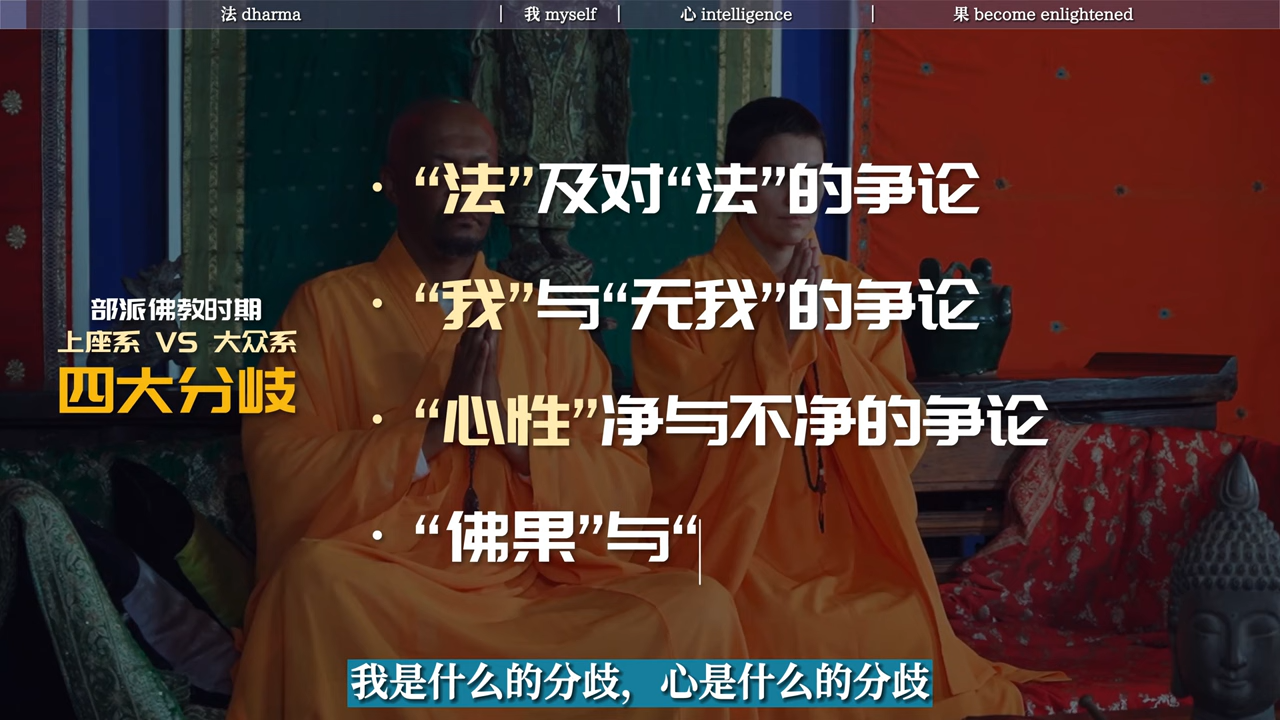 法 dharma | 我 myself | 心 intelligence | 果 become enlightened
部派佛教时期
上座系 VS 大众系
四大分歧
· “法”及对“法”的争论
· “我”与“无我”的争论
· “心性”净与不净的争论
· “佛果”与“
我是什么的分歧，心是什么的分歧